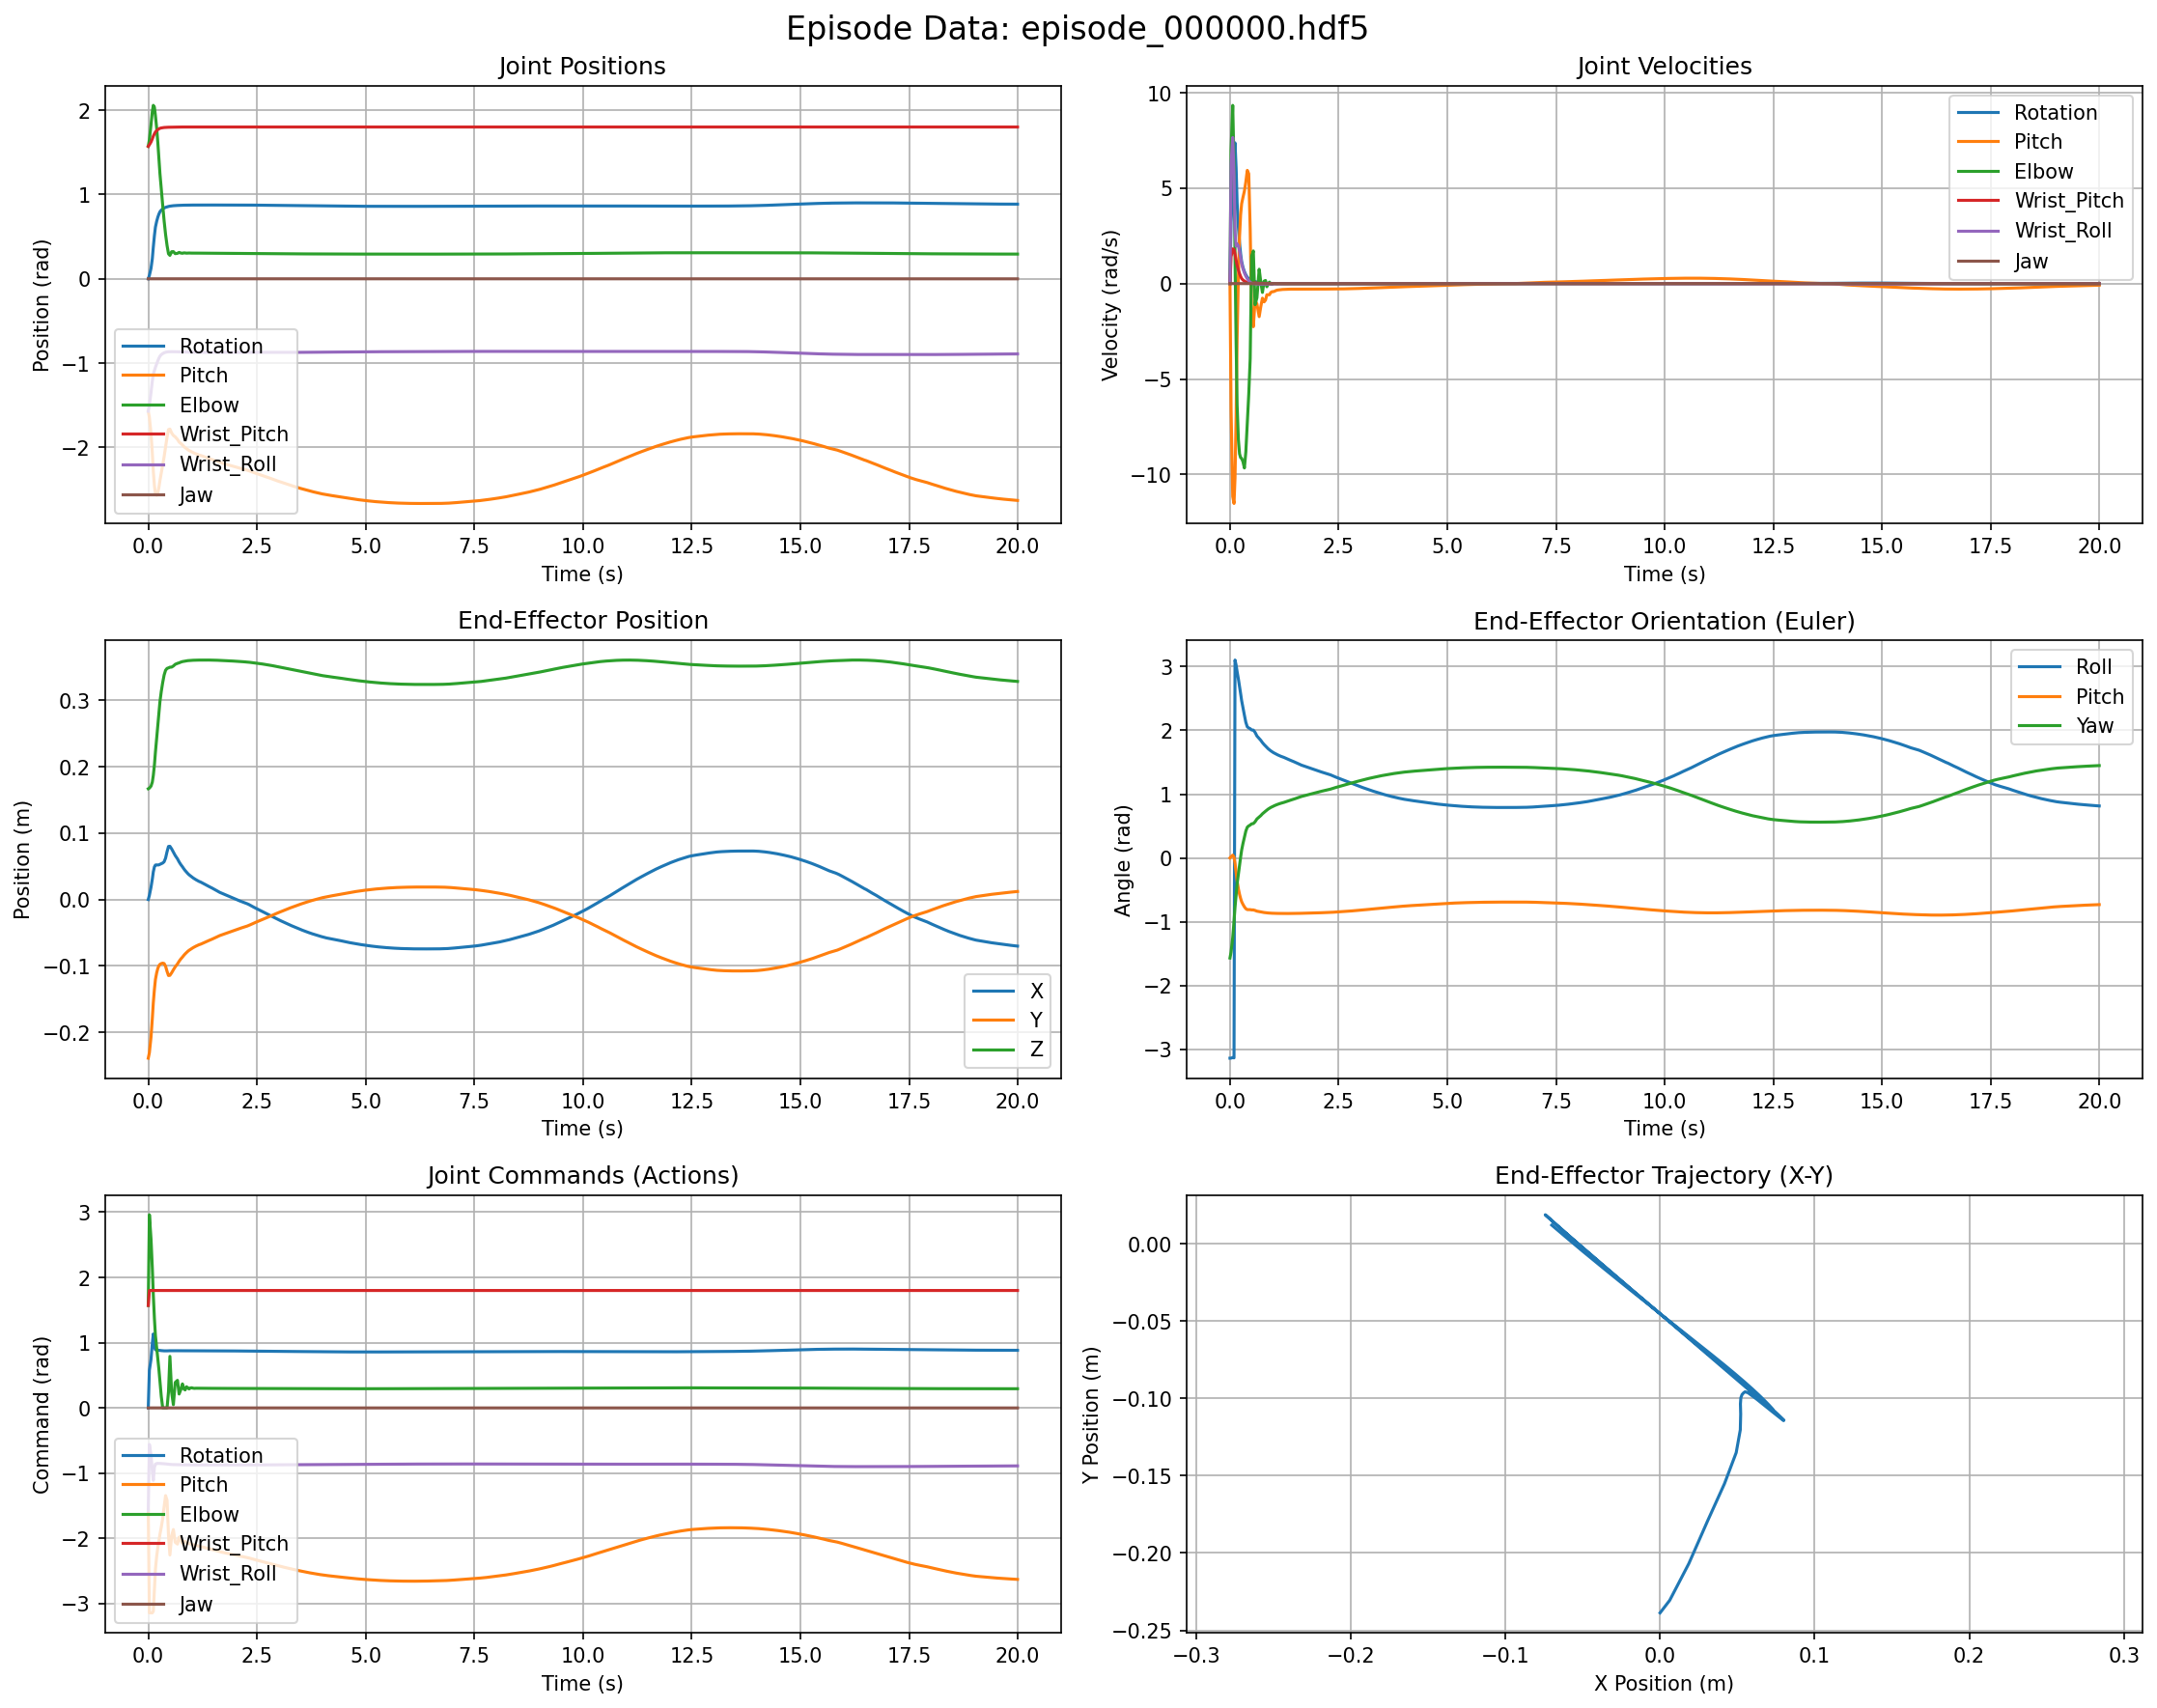 Episode Data: episode_000000.hdf5
Joint Positions
Position (rad)
2
1
0
−1
−2
Rotation
Pitch
Elbow
Wrist_Pitch
Wrist_Roll
Jaw
0.0 2.5 5.0 7.5 10.0 12.5 15.0 17.5 20.0
Time (s)
Joint Velocities
Velocity (rad/s)
10
5
0
−5
−10
Rotation
Pitch
Elbow
Wrist_Pitch
Wrist_Roll
Jaw
0.0 2.5 5.0 7.5 10.0 12.5 15.0 17.5 20.0
Time (s)
End-Effector Position
Position (m)
0.3
0.2
0.1
0.0
−0.1
−0.2
X
Y
Z
0.0 2.5 5.0 7.5 10.0 12.5 15.0 17.5 20.0
Time (s)
End-Effector Orientation (Euler)
Angle (rad)
3
2
1
0
−1
−2
−3
Roll
Pitch
Yaw
0.0 2.5 5.0 7.5 10.0 12.5 15.0 17.5 20.0
Time (s)
Joint Commands (Actions)
Command (rad)
3
2
1
0
−1
−2
−3
Rotation
Pitch
Elbow
Wrist_Pitch
Wrist_Roll
Jaw
0.0 2.5 5.0 7.5 10.0 12.5 15.0 17.5 20.0
Time (s)
End-Effector Trajectory (X-Y)
Y Position (m)
0.00
−0.05
−0.10
−0.15
−0.20
−0.25
−0.3 −0.2 −0.1 0.0 0.1 0.2 0.3
X Position (m)